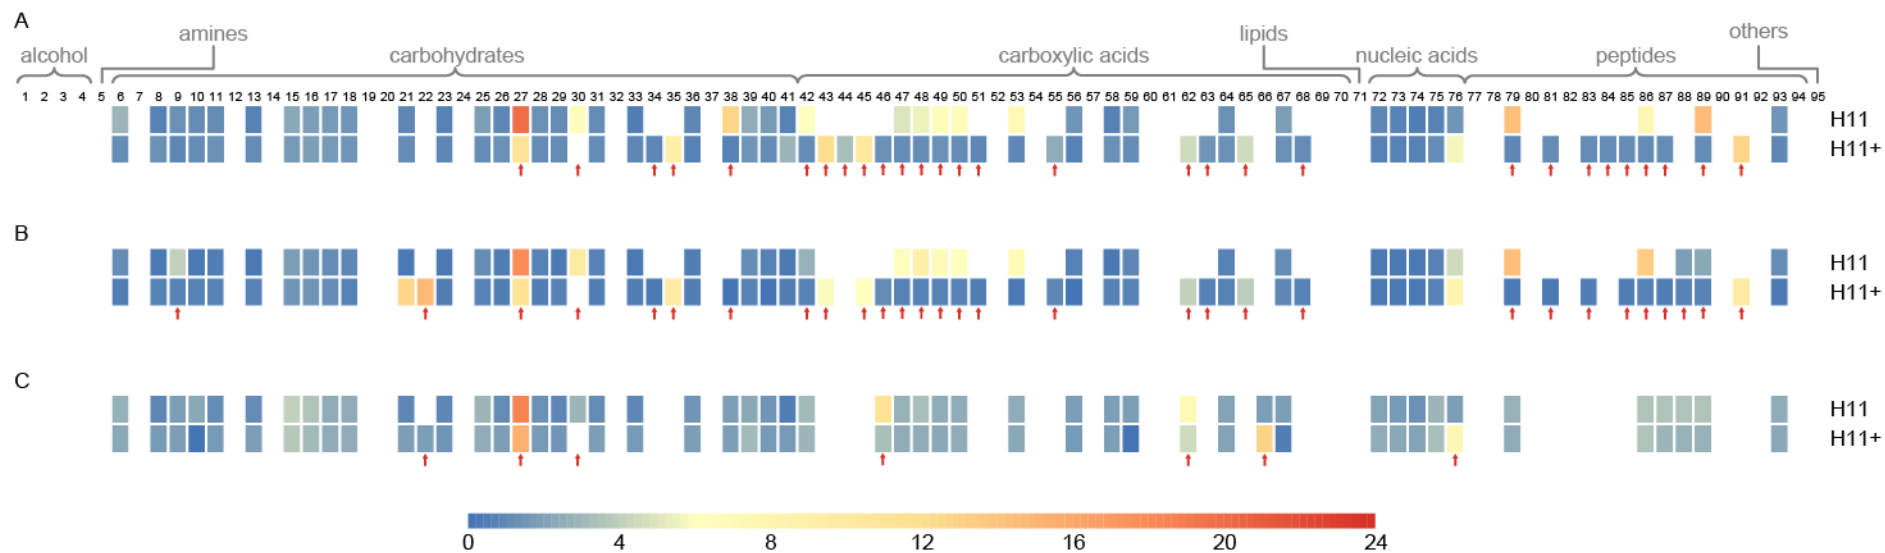 A
amines
lipids
others
alcohol
carbohydrates
carboxylic acids
nucleic acids
peptides
1 2 3 4 5 6 7 8 9 10 11 12 13 14 15 16 17 18 19 20 21 22 23 24 25 26 27 28 29 30 31 32 33 34 35 36 37 38 39 40 41 42 43 44 45 46 47 48 49 50 51 52 53 54 55 56 57 58 59 60 61 62 63 64 65 66 67 68 69 70 71 72 73 74 75 76 77 78 79 80 81 82 83 84 85 86 87 88 89 90 91 92 93 94 95
H11
H11+
B
H11
H11+
C
H11
H11+
0 4 8 12 16 20 24